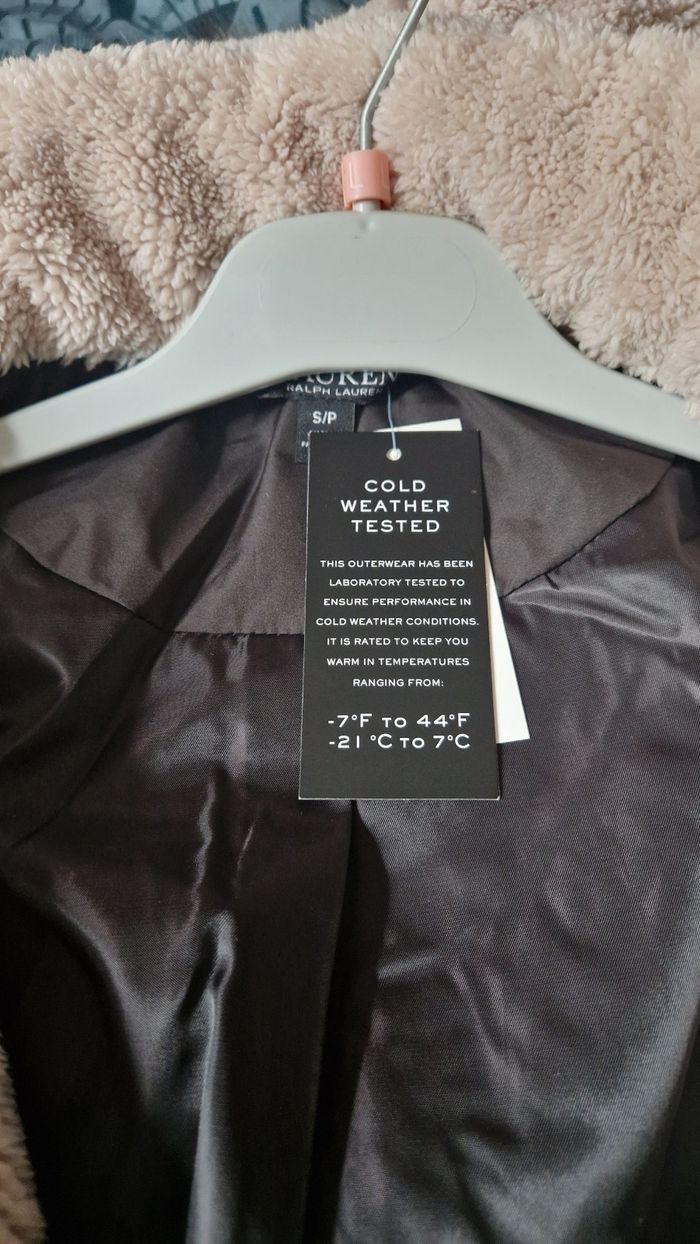 RALPH LAUREN
S/P
COLD
WEATHER
TESTED
THIS OUTERWEAR HAS BEEN
LABORATORY TESTED TO
ENSURE PERFORMANCE IN
COLD WEATHER CONDITIONS.
IT IS RATED TO KEEP YOU
WARM IN TEMPERATURES
RANGING FROM:
-7°F TO 44°F
-21 °C TO 7°C